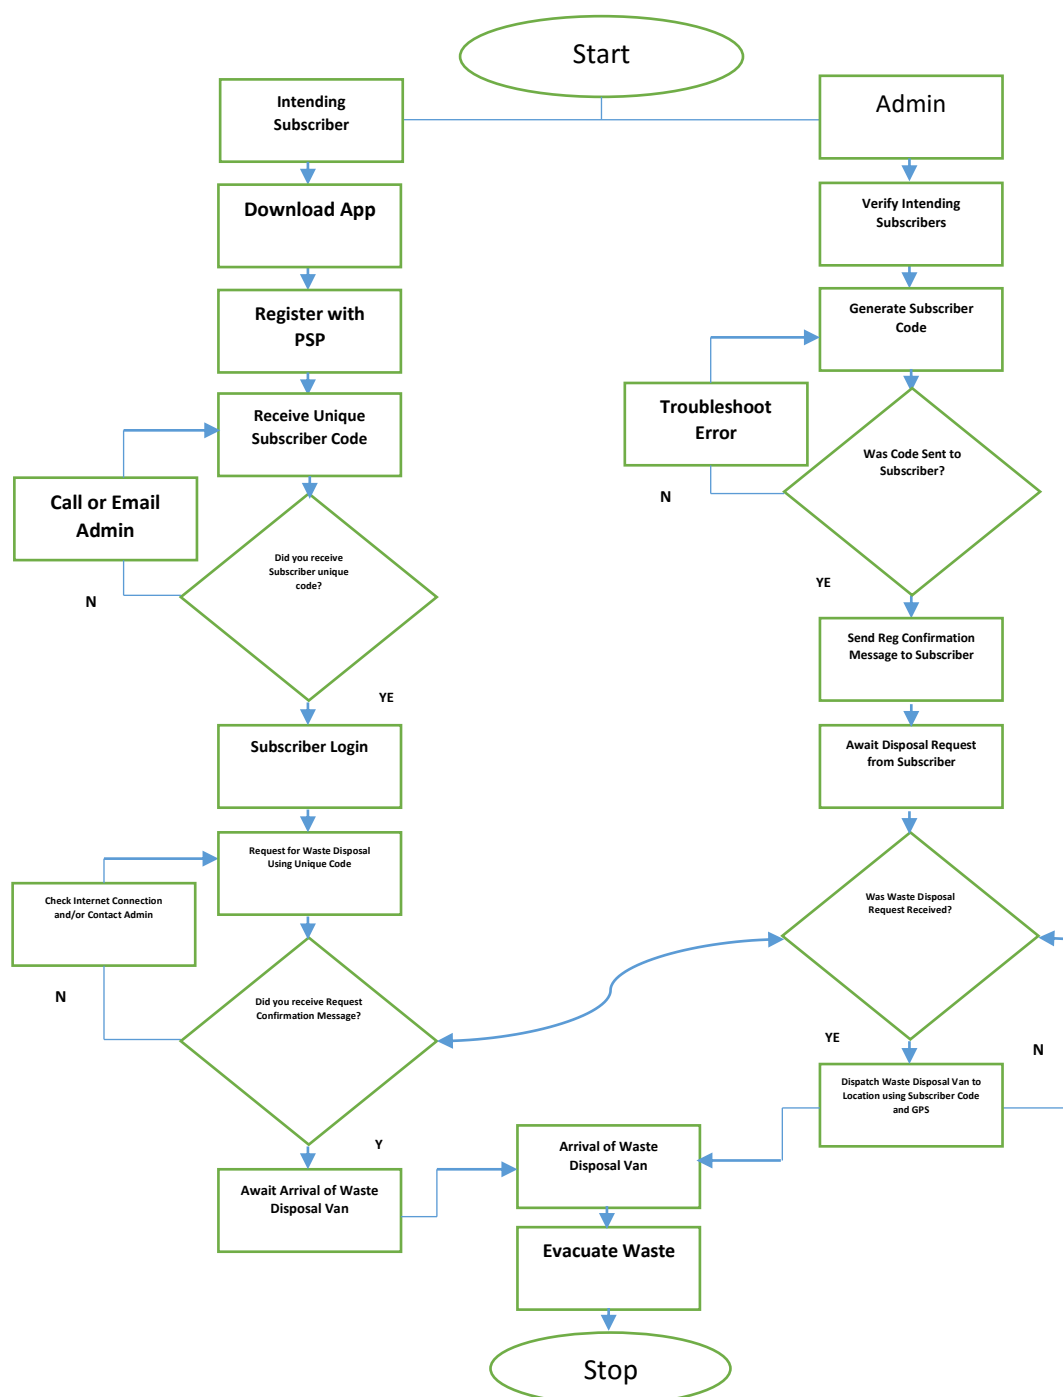 Start
Intending
Subscriber
Admin
Download App
Verify Intending
Subscribers
Register with
PSP
Generate Subscriber
Code
Receive Unique
Subscriber Code
Troubleshoot
Error
Was Code Sent to
Subscriber?
N
Call or Email
Admin
Did you receive
Subscriber unique
code?
N
YE
YE
Send Reg Confirmation
Message to Subscriber
Subscriber Login
Await Disposal Request
from Subscriber
Request for Waste Disposal
Using Unique Code
Check Internet Connection
and/or Contact Admin
Was Waste Disposal
Request Received?
N
Did you receive Request
Confirmation Message?
YE
N
Dispatch Waste Disposal Van to
Location using Subscriber Code
and GPS
Y
Arrival of Waste
Disposal Van
Await Arrival of Waste
Disposal Van
Evacuate Waste
Stop